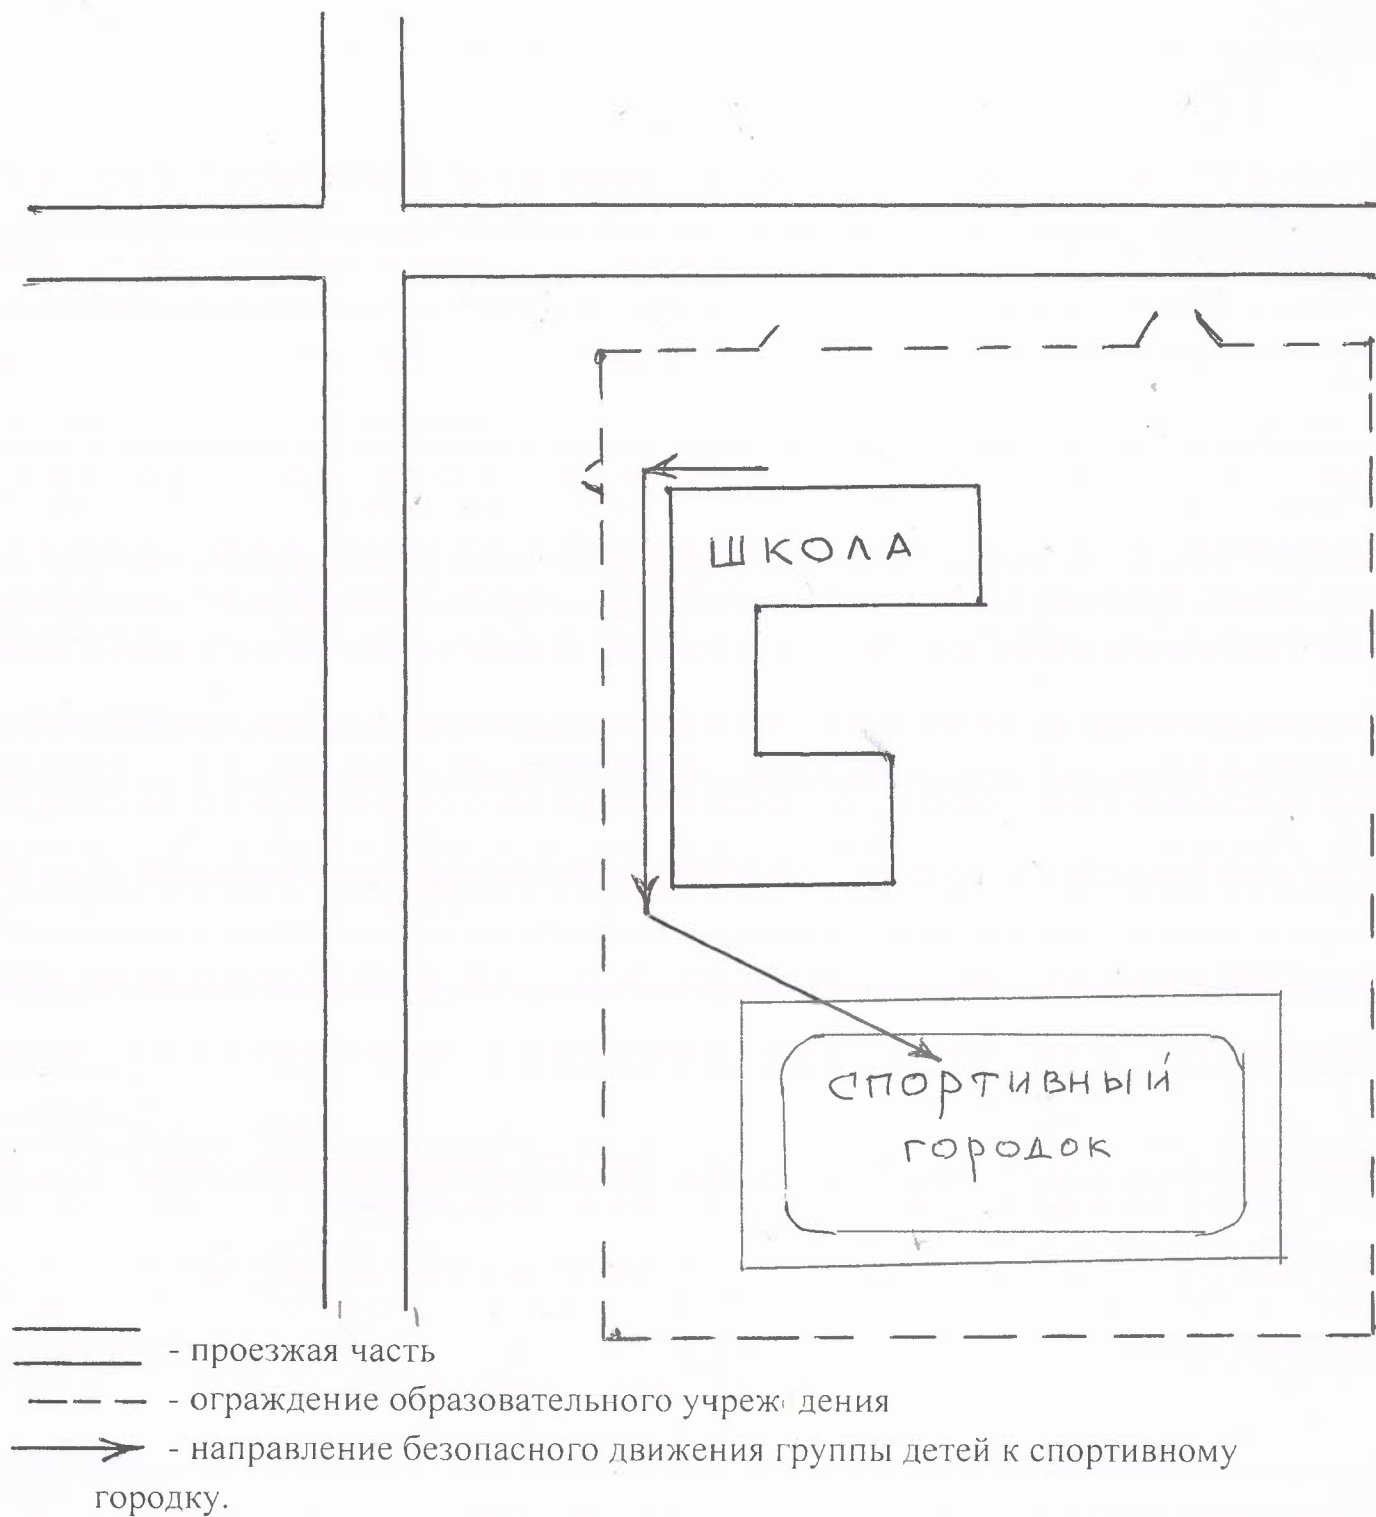 ШКОЛА
СПОРТИВНЫЙ
ГОРОДОК
- проезжая часть
- ограждение образовательного учреж дения
- направление безопасного движения группы детей к спортивному
городку.